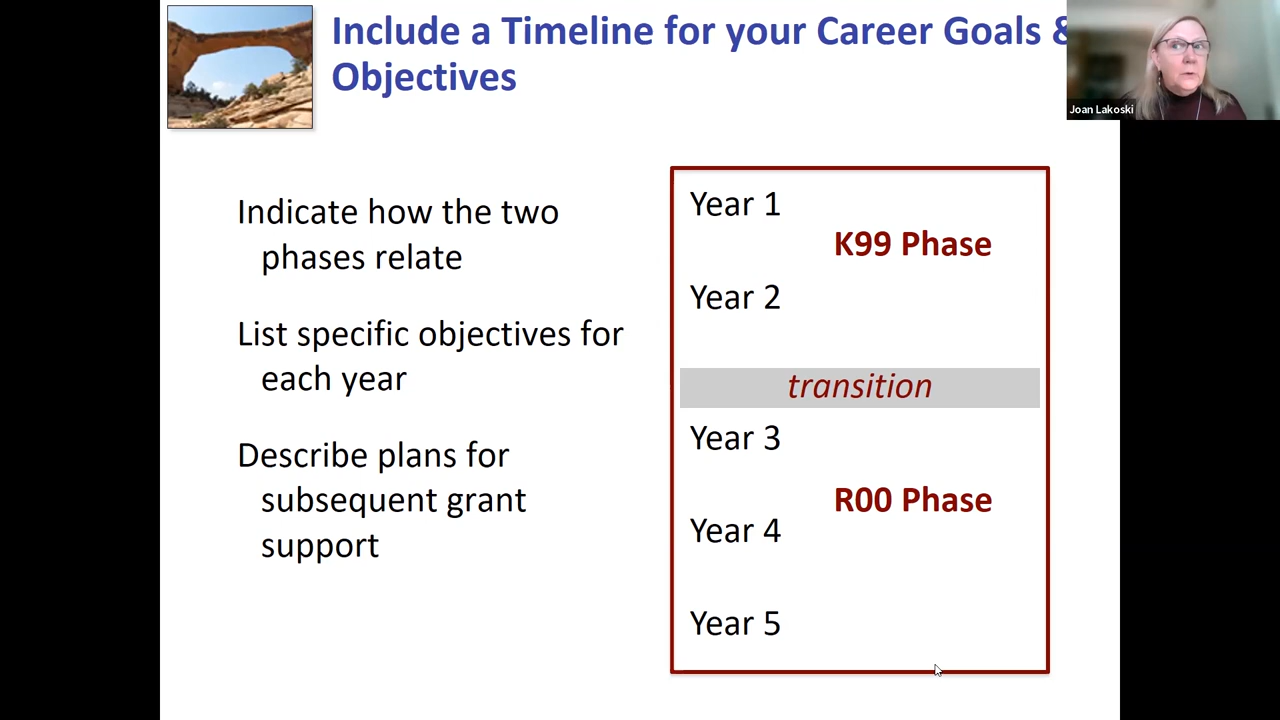 Include a Timeline for your Career Goals &
Objectives
Joan Lakoski
Indicate how the two
phases relate
List specific objectives for
each year
Describe plans for
subsequent grant
support
Year 1
K99 Phase
Year 2
transition
Year 3
R00 Phase
Year 4
Year 5